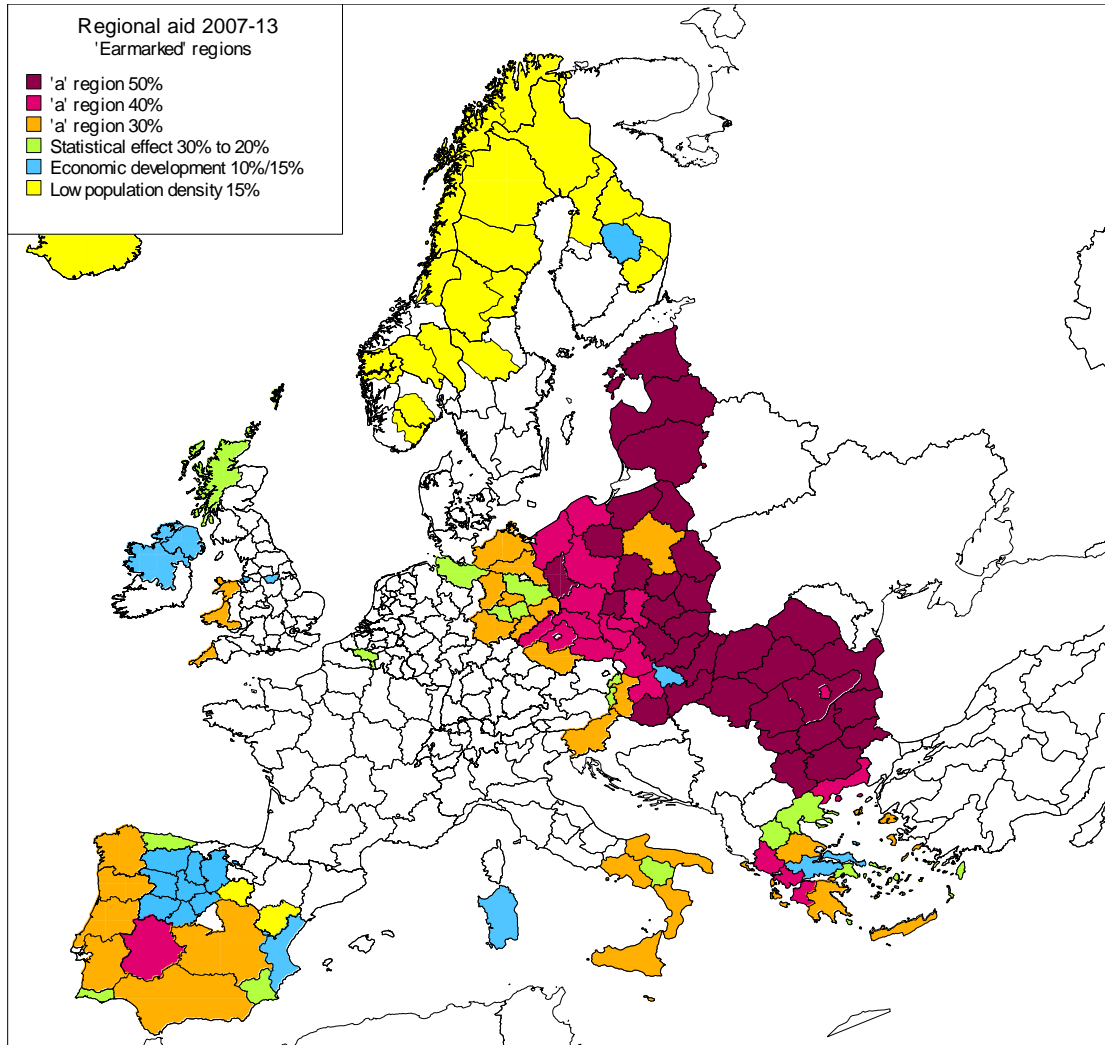 Regional aid 2007-13
'Earmarked' regions
'a' region 50%
'a' region 40%
'a' region 30%
Statistical effect 30% to 20%
Economic development 10%/15%
Low population density 15%